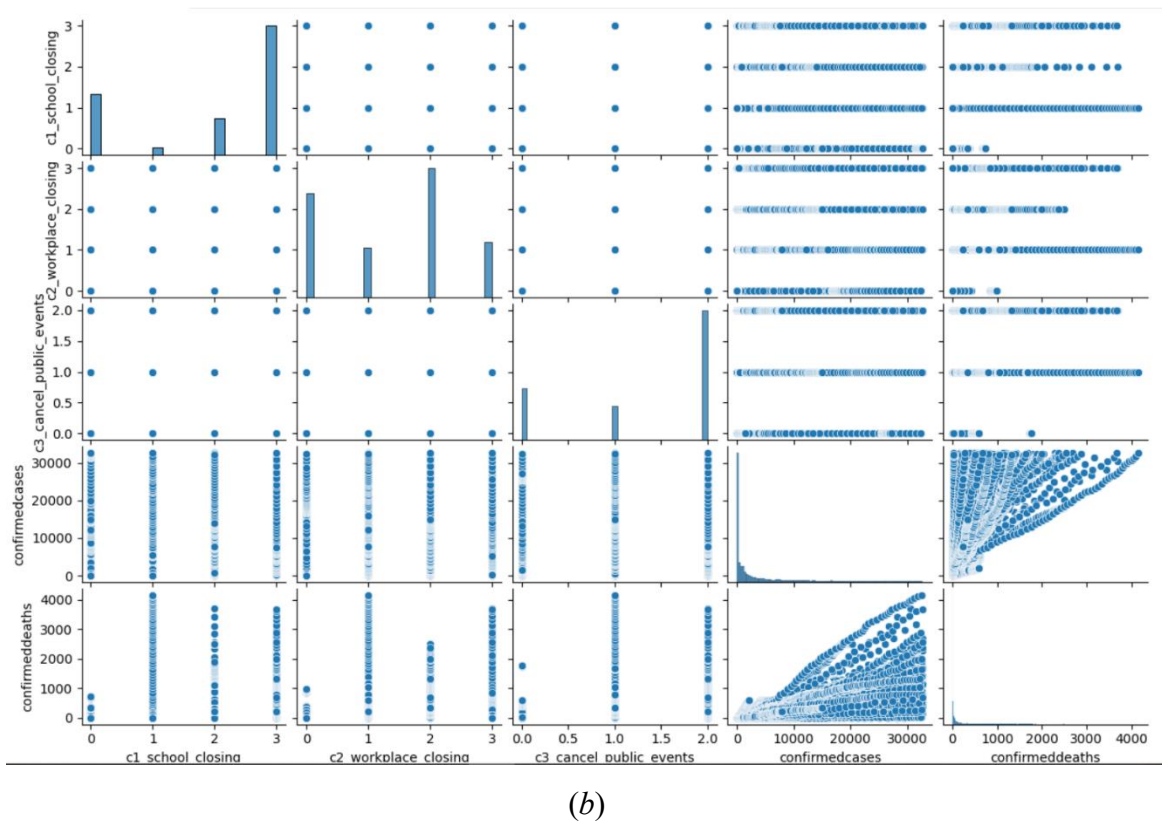 c1_school_closing
3
2
1
0
c2_workplace_closing
3
2
1
0
c3_cancel_public_events
2.0
1.5
1.0
0.5
0.0
confirmedcases
30000
20000
10000
0
confirmeddeaths
4000
3000
2000
1000
0
0 1 2 3 0 1 2 3 0.0 0.5 1.0 1.5 2.0 0 10000 20000 30000 0 1000 2000 3000 4000
c1_school_closing c2_workplace_closing c3_cancel_public_events confirmedcases confirmeddeaths
(b)